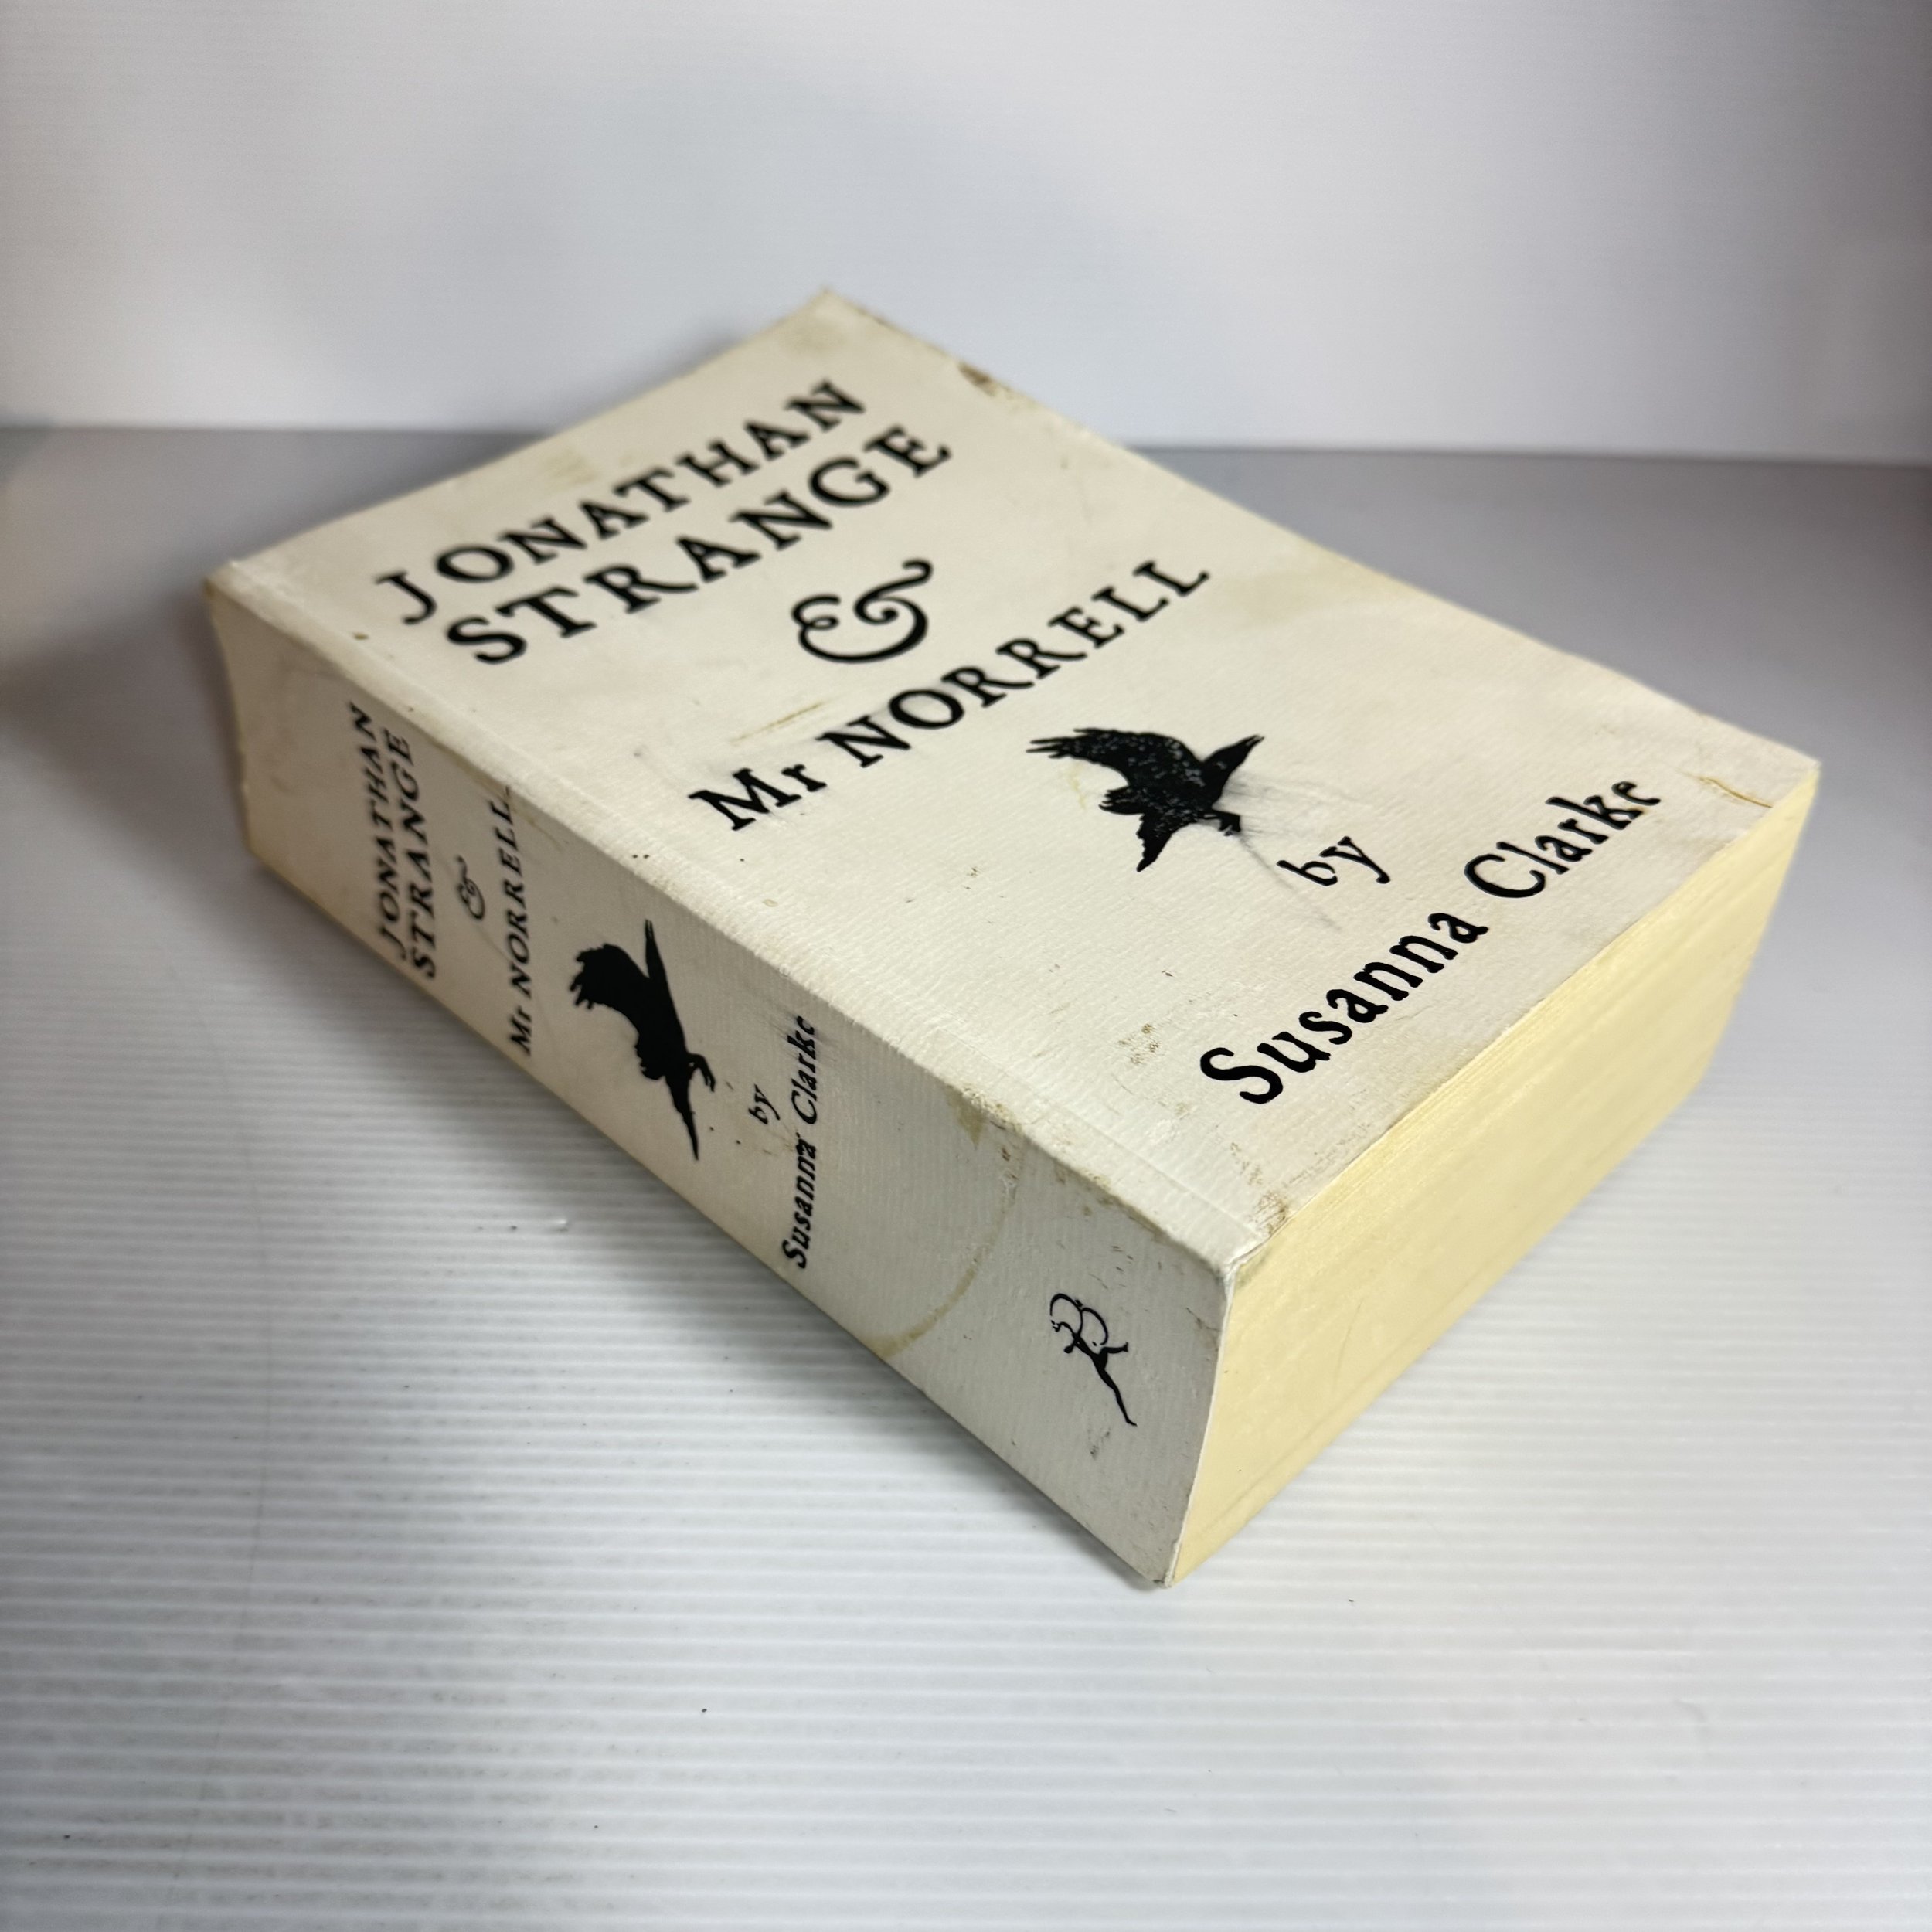 JONATHAN
STRANGE
&
Mr NORRELL
by
Susanna Clarke
JONATHAN
STRANGE
&
Mr NORRELL
by
Susanna Clarke
B